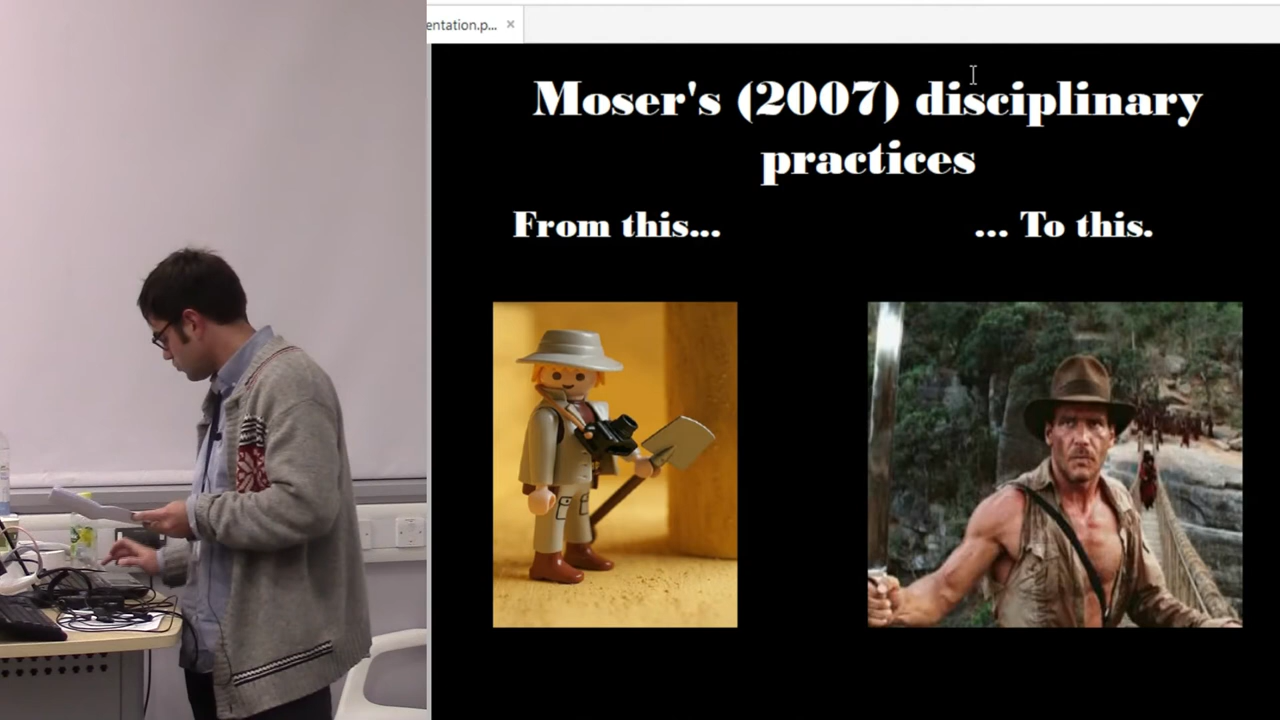 entation.p...
Moser's (2007) disciplinary
practices
From this...
... To this.